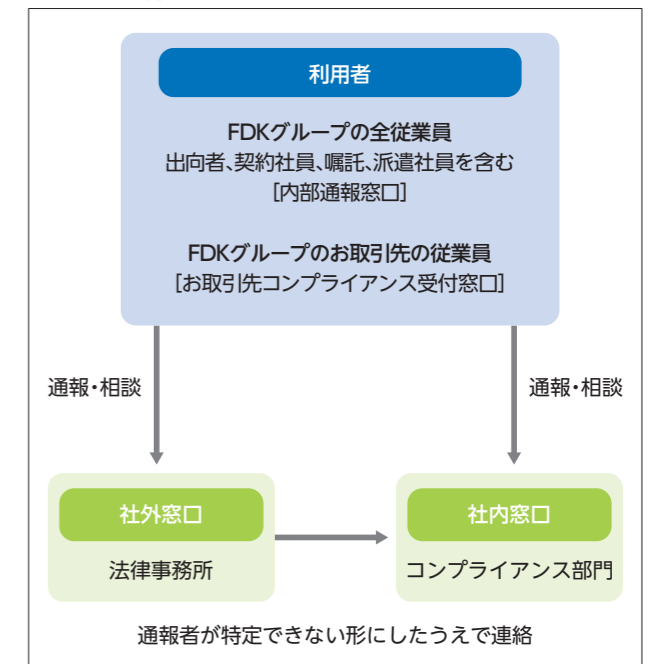 利用者
FDKグループの全従業員
出向者、契約社員、嘱託、派遣社員を含む
[内部通報窓口]
FDKグループのお取引先の従業員
[お取引先コンプライアンス受付窓口]
通報・相談
通報・相談
社外窓口
法律事務所
社内窓口
コンプライアンス部門
通報者が特定できない形にしたうえで連絡